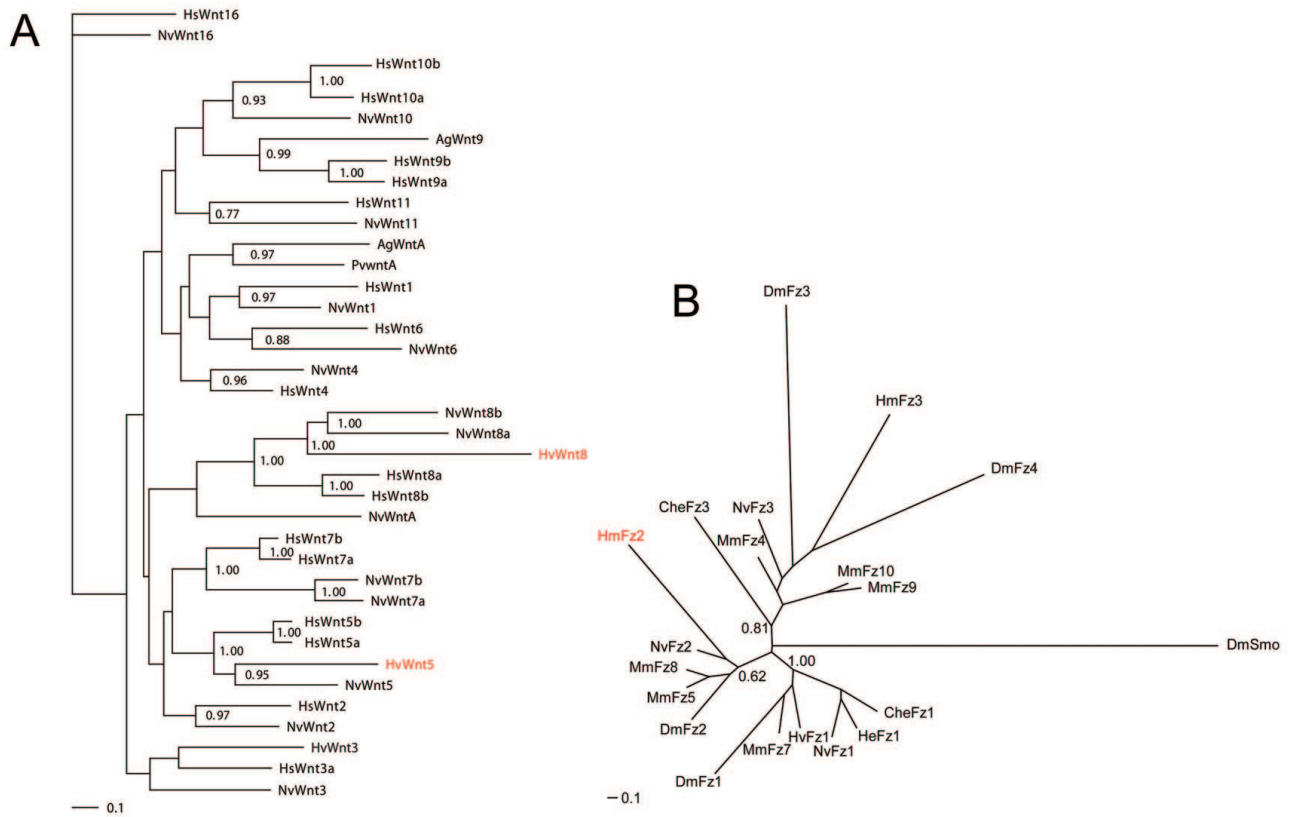 A
HsWnt16
NvWnt16
HsWnt10b
1.00
HsWnt10a
0.93
NvWnt10
AgWnt9
0.99
HsWnt9b
1.00
HsWnt9a
HsWnt11
0.77
NvWnt11
AgWntA
0.97
PvwntA
HsWnt1
0.97
NvWnt1
HsWnt6
0.88
NvWnt6
NvWnt4
0.96
HsWnt4
NvWnt8b
1.00
NvWnt8a
1.00
HvWnt8
1.00
HsWnt8a
1.00
HsWnt8b
NvWntA
HsWnt7b
1.00
HsWnt7a
1.00
NvWnt7b
1.00
NvWnt7a
HsWnt5b
1.00
HsWnt5a
1.00
HvWnt5
0.95
NvWnt5
HsWnt2
0.97
NvWnt2
HvWnt3
HsWnt3a
NvWnt3
0.1
B
DmFz3
HmFz3
DmFz4
CheFz3
NvFz3
HmFz2
MmFz4
MmFz10
MmFz9
0.81
DmSmo
NvFz2
1.00
MmFz8
0.62
MmFz5
CheFz1
DmFz2
HvFz1
HeFz1
MmFz7
NvFz1
DmFz1
0.1